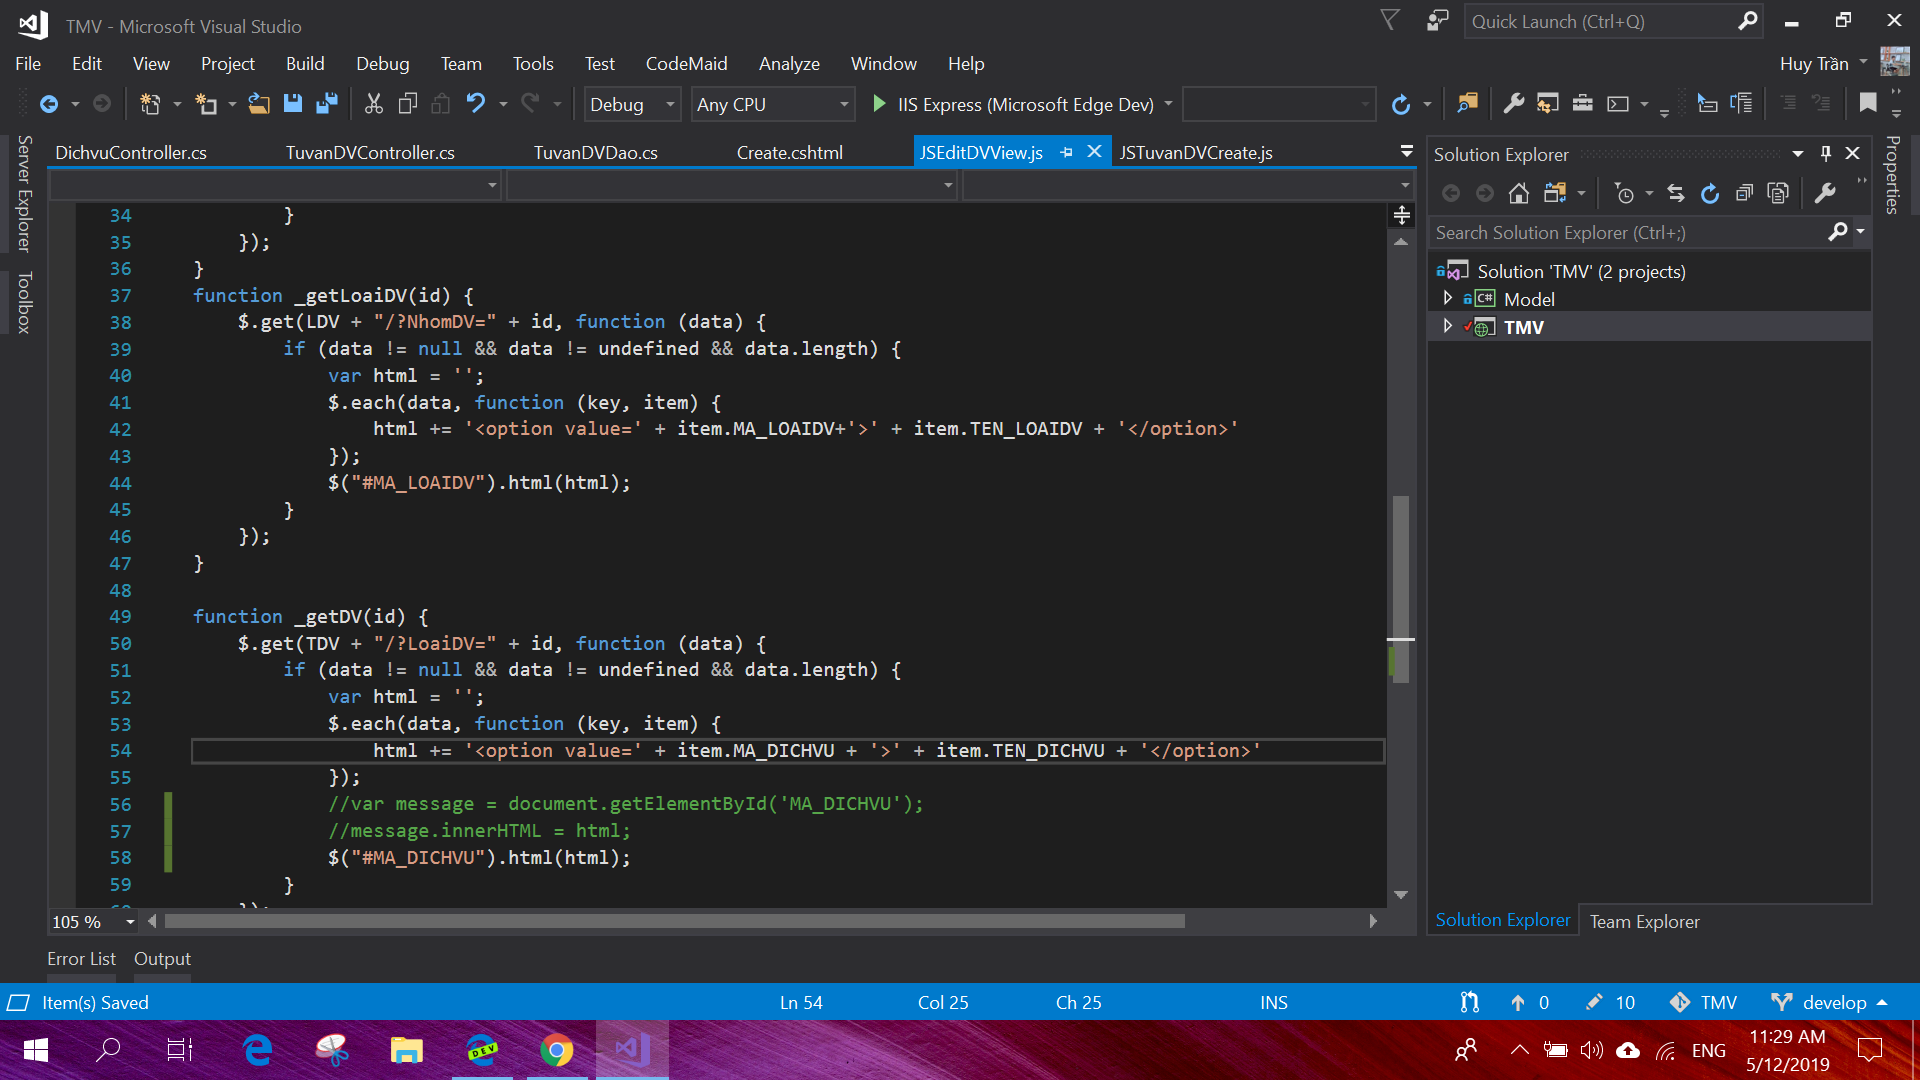 TMV - Microsoft Visual Studio
Quick Launch (Ctrl+Q)
File Edit View Project Build Debug Team Tools Test CodeMaid Analyze Window Help
Huy Trần
Debug Any CPU IIS Express (Microsoft Edge Dev)
Server Explorer
Toolbox
DichvuController.cs TuvanDVController.cs TuvanDVDao.cs Create.cshtml JSEditDVView.js JSTuvanDVCreate.js
34 }
35 });
36 }
37 function _getLoaiDV(id) {
38 $.get(LDV + "/?NhomDV=" + id, function (data) {
39 if (data != null && data != undefined && data.length) {
40 var html = '';
41 $.each(data, function (key, item) {
42 html += '<option value=' + item.MA_LOAIDV+'>' + item.TEN_LOAIDV + '</option>'
43 });
44 $("#MA_LOAIDV").html(html);
45 }
46 });
47 }
48
49 function _getDV(id) {
50 $.get(TDV + "/?LoaiDV=" + id, function (data) {
51 if (data != null && data != undefined && data.length) {
52 var html = '';
53 $.each(data, function (key, item) {
54 html += '<option value=' + item.MA_DICHVU + '>' + item.TEN_DICHVU + '</option>'
55 });
56 //var message = document.getElementById('MA_DICHVU');
57 //message.innerHTML = html;
58 $("#MA_DICHVU").html(html);
59 }
105 %
Solution Explorer
Search Solution Explorer (Ctrl+;)
Solution 'TMV' (2 projects)
C# Model
TMV
Solution Explorer Team Explorer
Properties
Error List Output
Item(s) Saved Ln 54 Col 25 Ch 25 INS 0 10 TMV develop
DEV
ENG
11:29 AM
5/12/2019